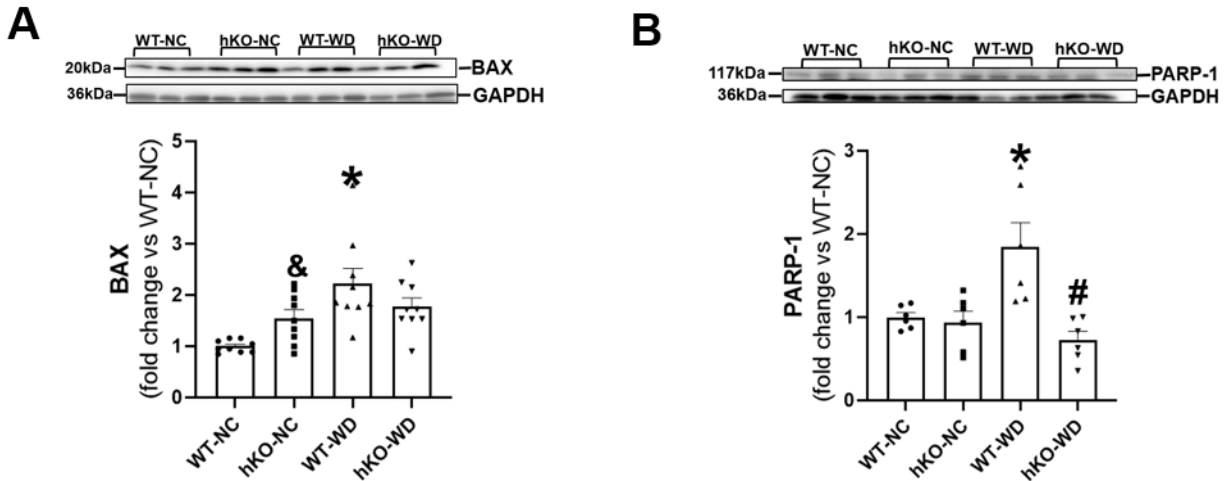 A
WT-NC hKO-NC WT-WD hKO-WD
20kDa BAX
36kDa GAPDH
BAX
(fold change vs WT-NC)
5
4
3
2
1
0
&
*
WT-NC
hKO-NC
WT-WD
hKO-WD
B
WT-NC hKO-NC WT-WD hKO-WD
117kDa PARP-1
36kDa GAPDH
PARP-1
(fold change vs WT-NC)
3
2
1
0
*
#
WT-NC
hKO-NC
WT-WD
hKO-WD